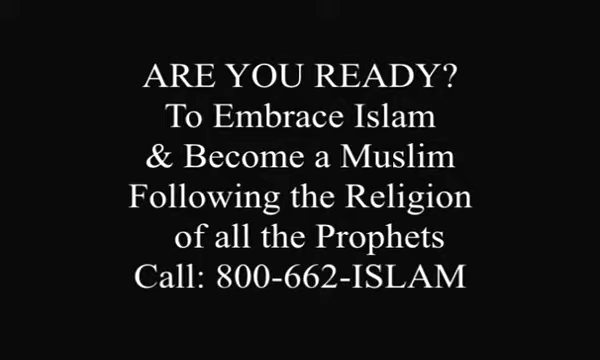 ARE YOU READY?
To Embrace Islam
& Become a Muslim
Following the Religion
of all the Prophets
Call: 800-662-ISLAM